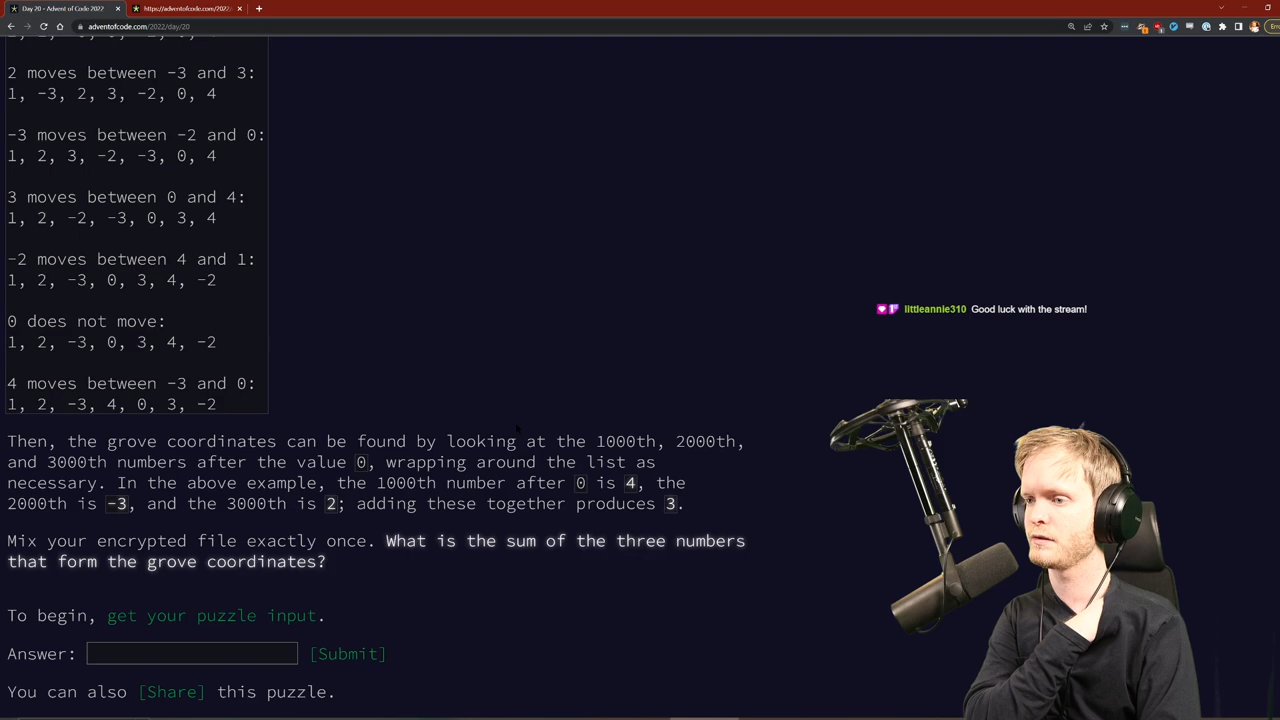 Day 20 - Advent of Code 2022
https://adventofcode.com/2022
adventofcode.com/2022/day/20
2 moves between -3 and 3:
1, -3, 2, 3, -2, 0, 4
-3 moves between -2 and 0:
1, 2, 3, -2, -3, 0, 4
3 moves between 0 and 4:
1, 2, -2, -3, 0, 3, 4
-2 moves between 4 and 1:
1, 2, -3, 0, 3, 4, -2
0 does not move:
1, 2, -3, 0, 3, 4, -2
4 moves between -3 and 0:
1, 2, -3, 4, 0, 3, -2
Then, the grove coordinates can be found by looking at the 1000th, 2000th,
and 3000th numbers after the value 0, wrapping around the list as
necessary. In the above example, the 1000th number after 0 is 4, the
2000th is -3, and the 3000th is 2; adding these together produces 3.
Mix your encrypted file exactly once. What is the sum of the three numbers
that form the grove coordinates?
To begin, get your puzzle input.
Answer: [Submit]
You can also [Share] this puzzle.
littleannie310 Good luck with the stream!